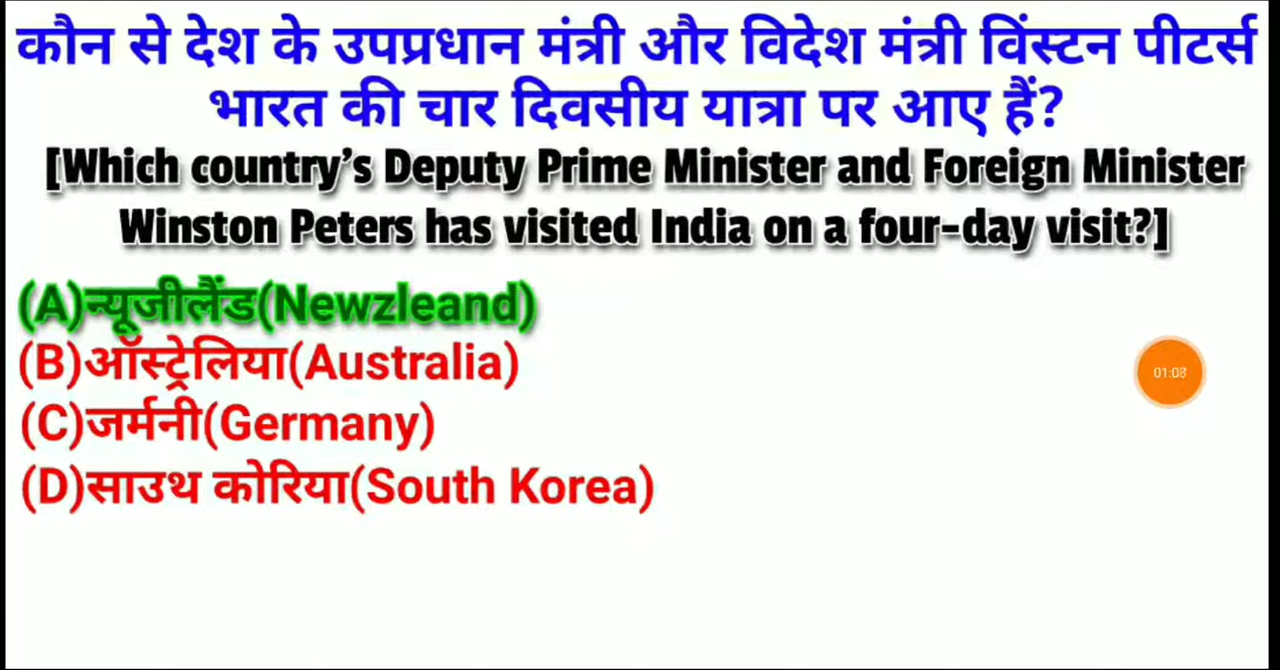 कौन से देश के उपप्रधान मंत्री और विदेश मंत्री विंस्टन पीटर्स
भारत की चार दिवसीय यात्रा पर आए हैं?
[Which country's Deputy Prime Minister and Foreign Minister
Winston Peters has visited India on a four-day visit?]
(A)न्यूजीलैंड(Newzleand)
(B)ऑस्ट्रेलिया(Australia)
01:08
(C)जर्मनी(Germany)
(D)साउथ कोरिया(South Korea)